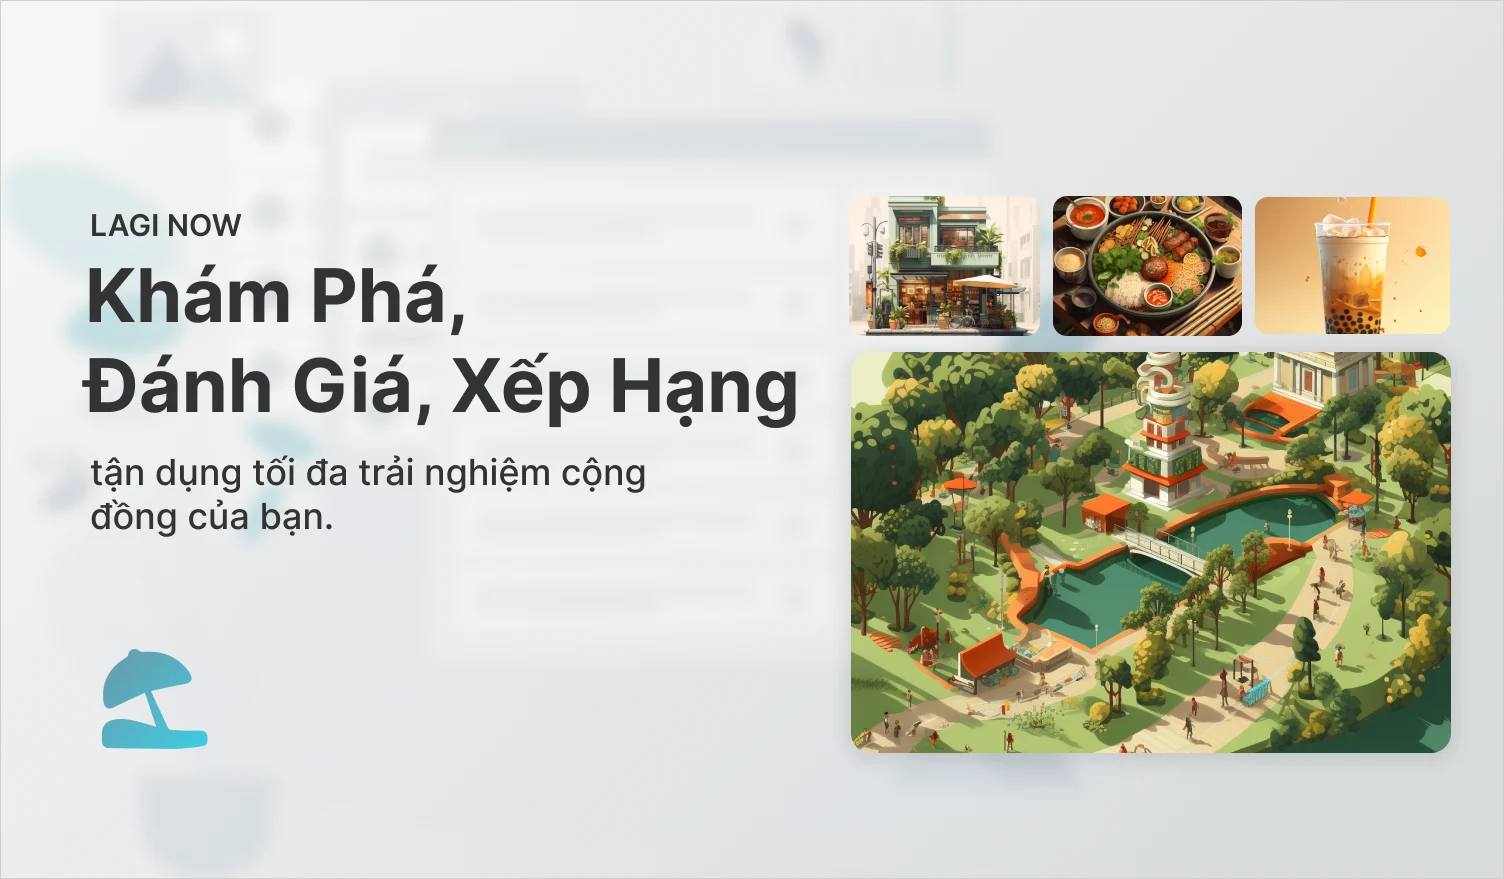 LAGI NOW
Khám Phá,
Đánh Giá, Xếp Hạng
tận dụng tối đa trải nghiệm cộng
đồng của bạn.